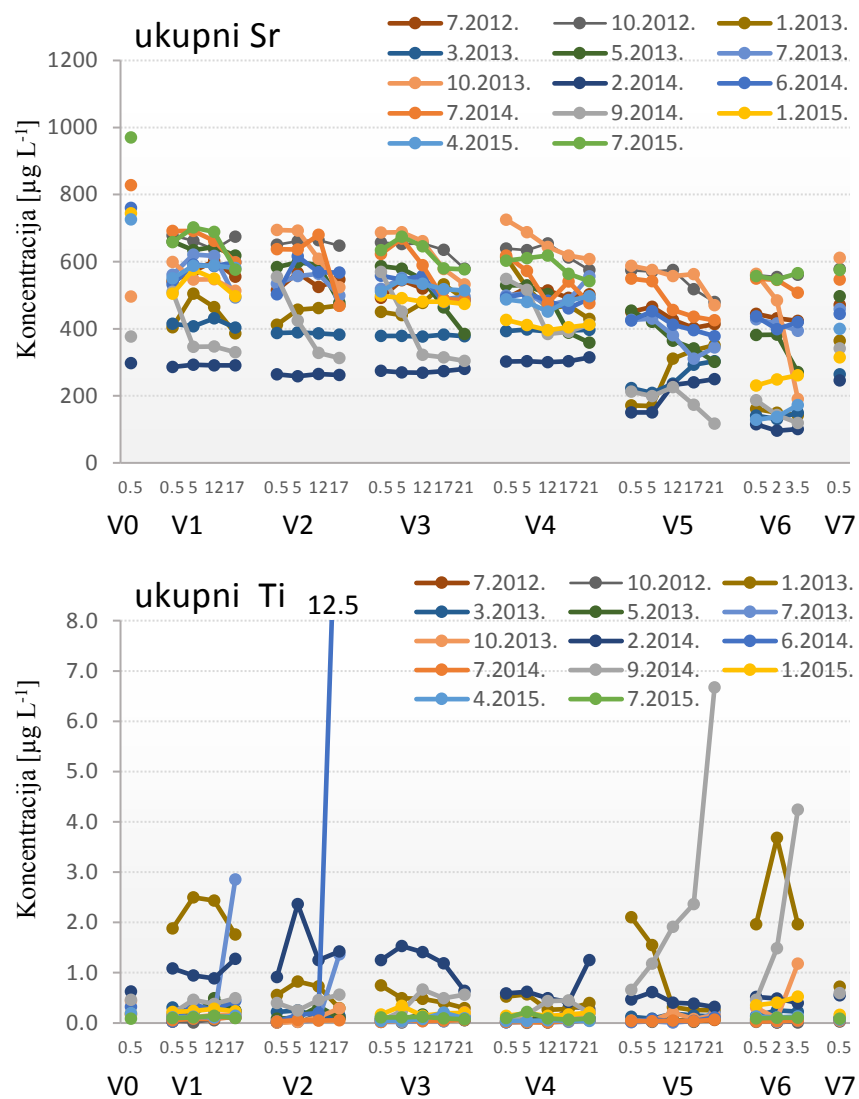 ukupni Sr
7.2012. 10.2012. 1.2013.
3.2013. 5.2013. 7.2013.
10.2013. 2.2014. 6.2014.
7.2014. 9.2014. 1.2015.
4.2015. 7.2015.
Koncentracija [µg L⁻¹]
1200
1000
800
600
400
200
0
0.5 0.5 5 12 17 0.5 5 12 17 0.5 5 12 17 21 0.5 5 12 17 21 0.5 5 12 17 21 0.5 2 3.5 0.5
V0 V1 V2 V3 V4 V5 V6 V7
ukupni Ti 12.5
7.2012. 10.2012. 1.2013.
3.2013. 5.2013. 7.2013.
10.2013. 2.2014. 6.2014.
7.2014. 9.2014. 1.2015.
4.2015. 7.2015.
Koncentracija [µg L⁻¹]
8.0
7.0
6.0
5.0
4.0
3.0
2.0
1.0
0.0
0.5 0.5 5 12 17 0.5 5 12 17 0.5 5 12 17 21 0.5 5 12 17 21 0.5 5 12 17 21 0.5 2 3.5 0.5
V0 V1 V2 V3 V4 V5 V6 V7